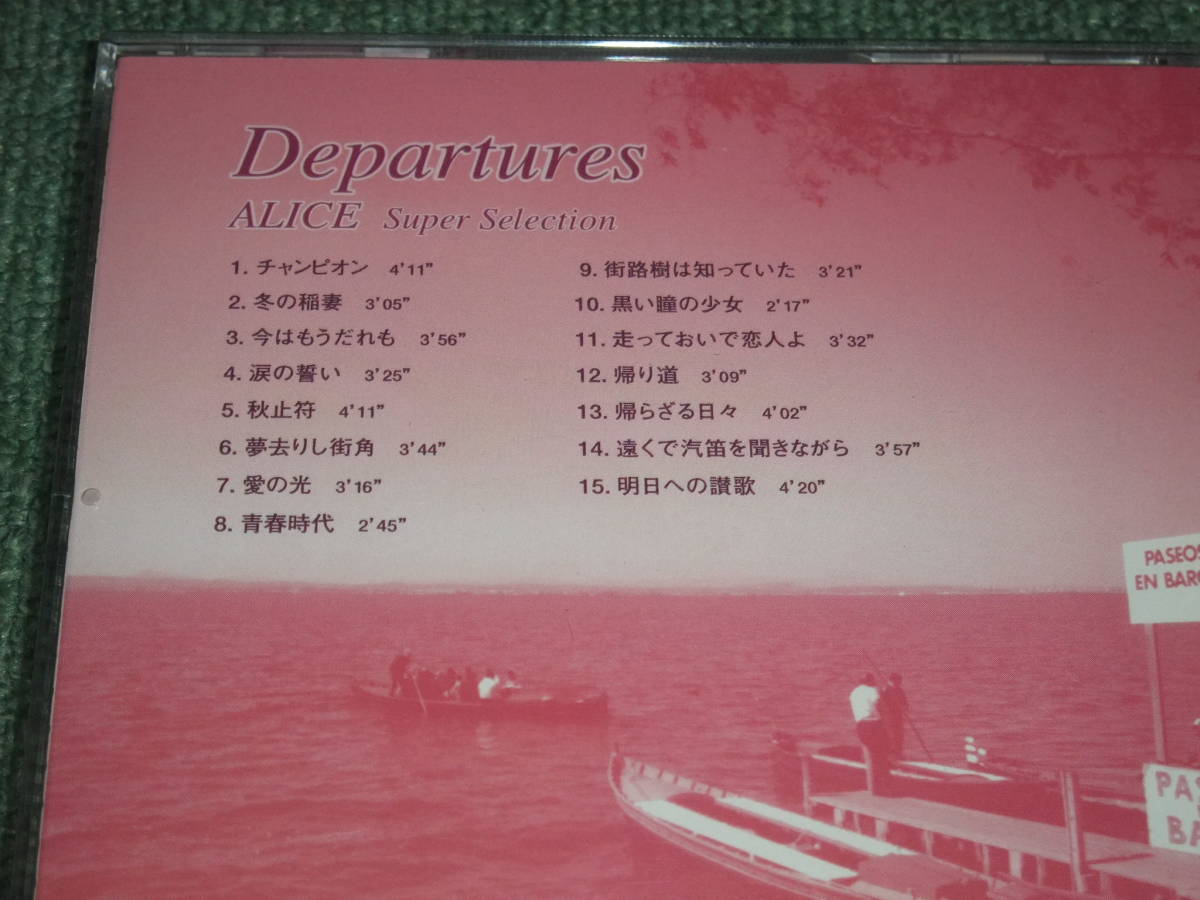 Departures
ALICE Super Selection
1. チャンピオン 4'11"
2. 冬の稲妻 3'05"
3. 今はもうだれも 3'56"
4. 涙の誓い 3'25"
5. 秋止符 4'11"
6. 夢去りし街角 3'44"
7. 愛の光 3'16"
8. 青春時代 2'45"
9. 街路樹は知っていた 3'21"
10. 黒い瞳の少女 2'17"
11. 走っておいで恋人よ 3'32"
12. 帰り道 3'09"
13. 帰らざる日々 4'02"
14. 遠くで汽笛を聞きながら 3'57"
15. 明日への讃歌 4'20"
PASEOS
EN BARC
PAS
BA